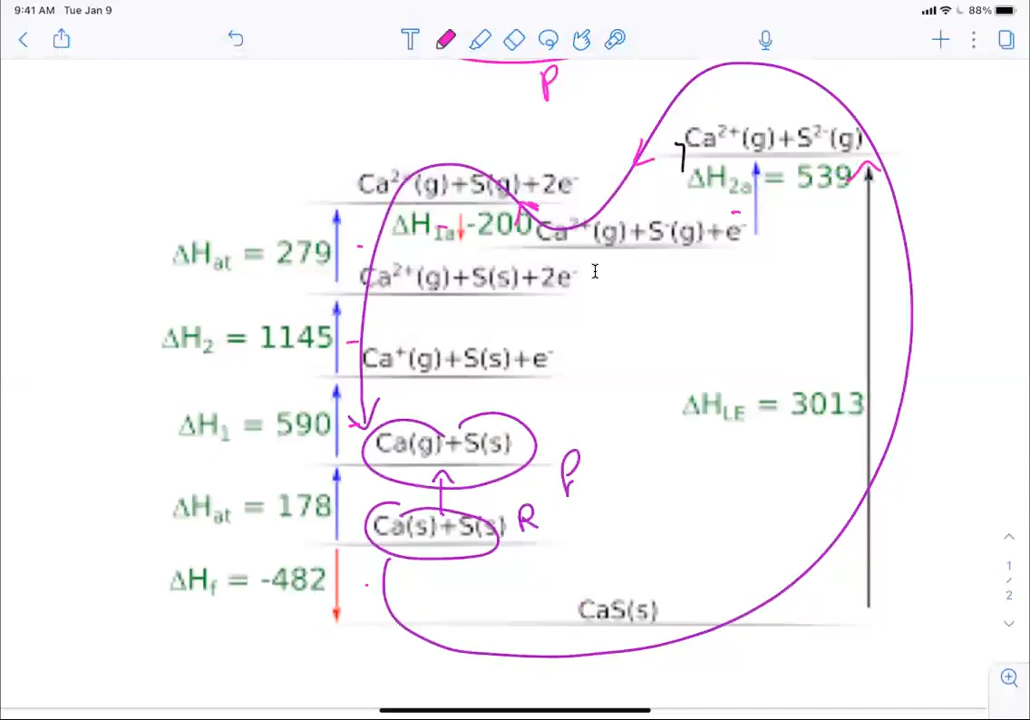 9:41 AM Tue Jan 9
88%
T
P
Ca²⁺(g)+S²⁻(g)
ΔH₂ₐ = 539
Ca²⁺(g)+S(g)+2e⁻
ΔH₁ₐ -200
Ca²⁺(g)+S⁻(g)+e⁻
ΔHat = 279
Ca²⁺(g)+S(s)+2e⁻
ΔH₂ = 1145
Ca⁺(g)+S(s)+e⁻
ΔHLE = 3013
ΔH₁ = 590
Ca(g)+S(s)
P
ΔHat = 178
Ca(s)+S(s)
R
ΔHf = -482
CaS(s)
1
/
2